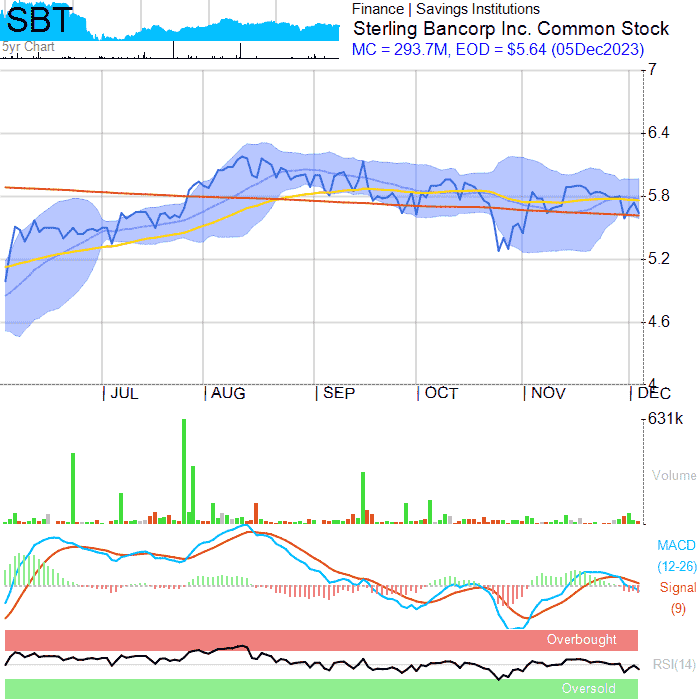 SBT
5yr Chart
Finance | Savings Institutions
Sterling Bancorp Inc. Common Stock
MC = 293.7M, EOD = $5.64 (05Dec2023)
7
6.4
5.8
5.2
4.6
4
JUL AUG SEP OCT NOV DEC
631k
Volume
MACD
(12-26)
Signal
(9)
Overbought
RSI(14)
Oversold